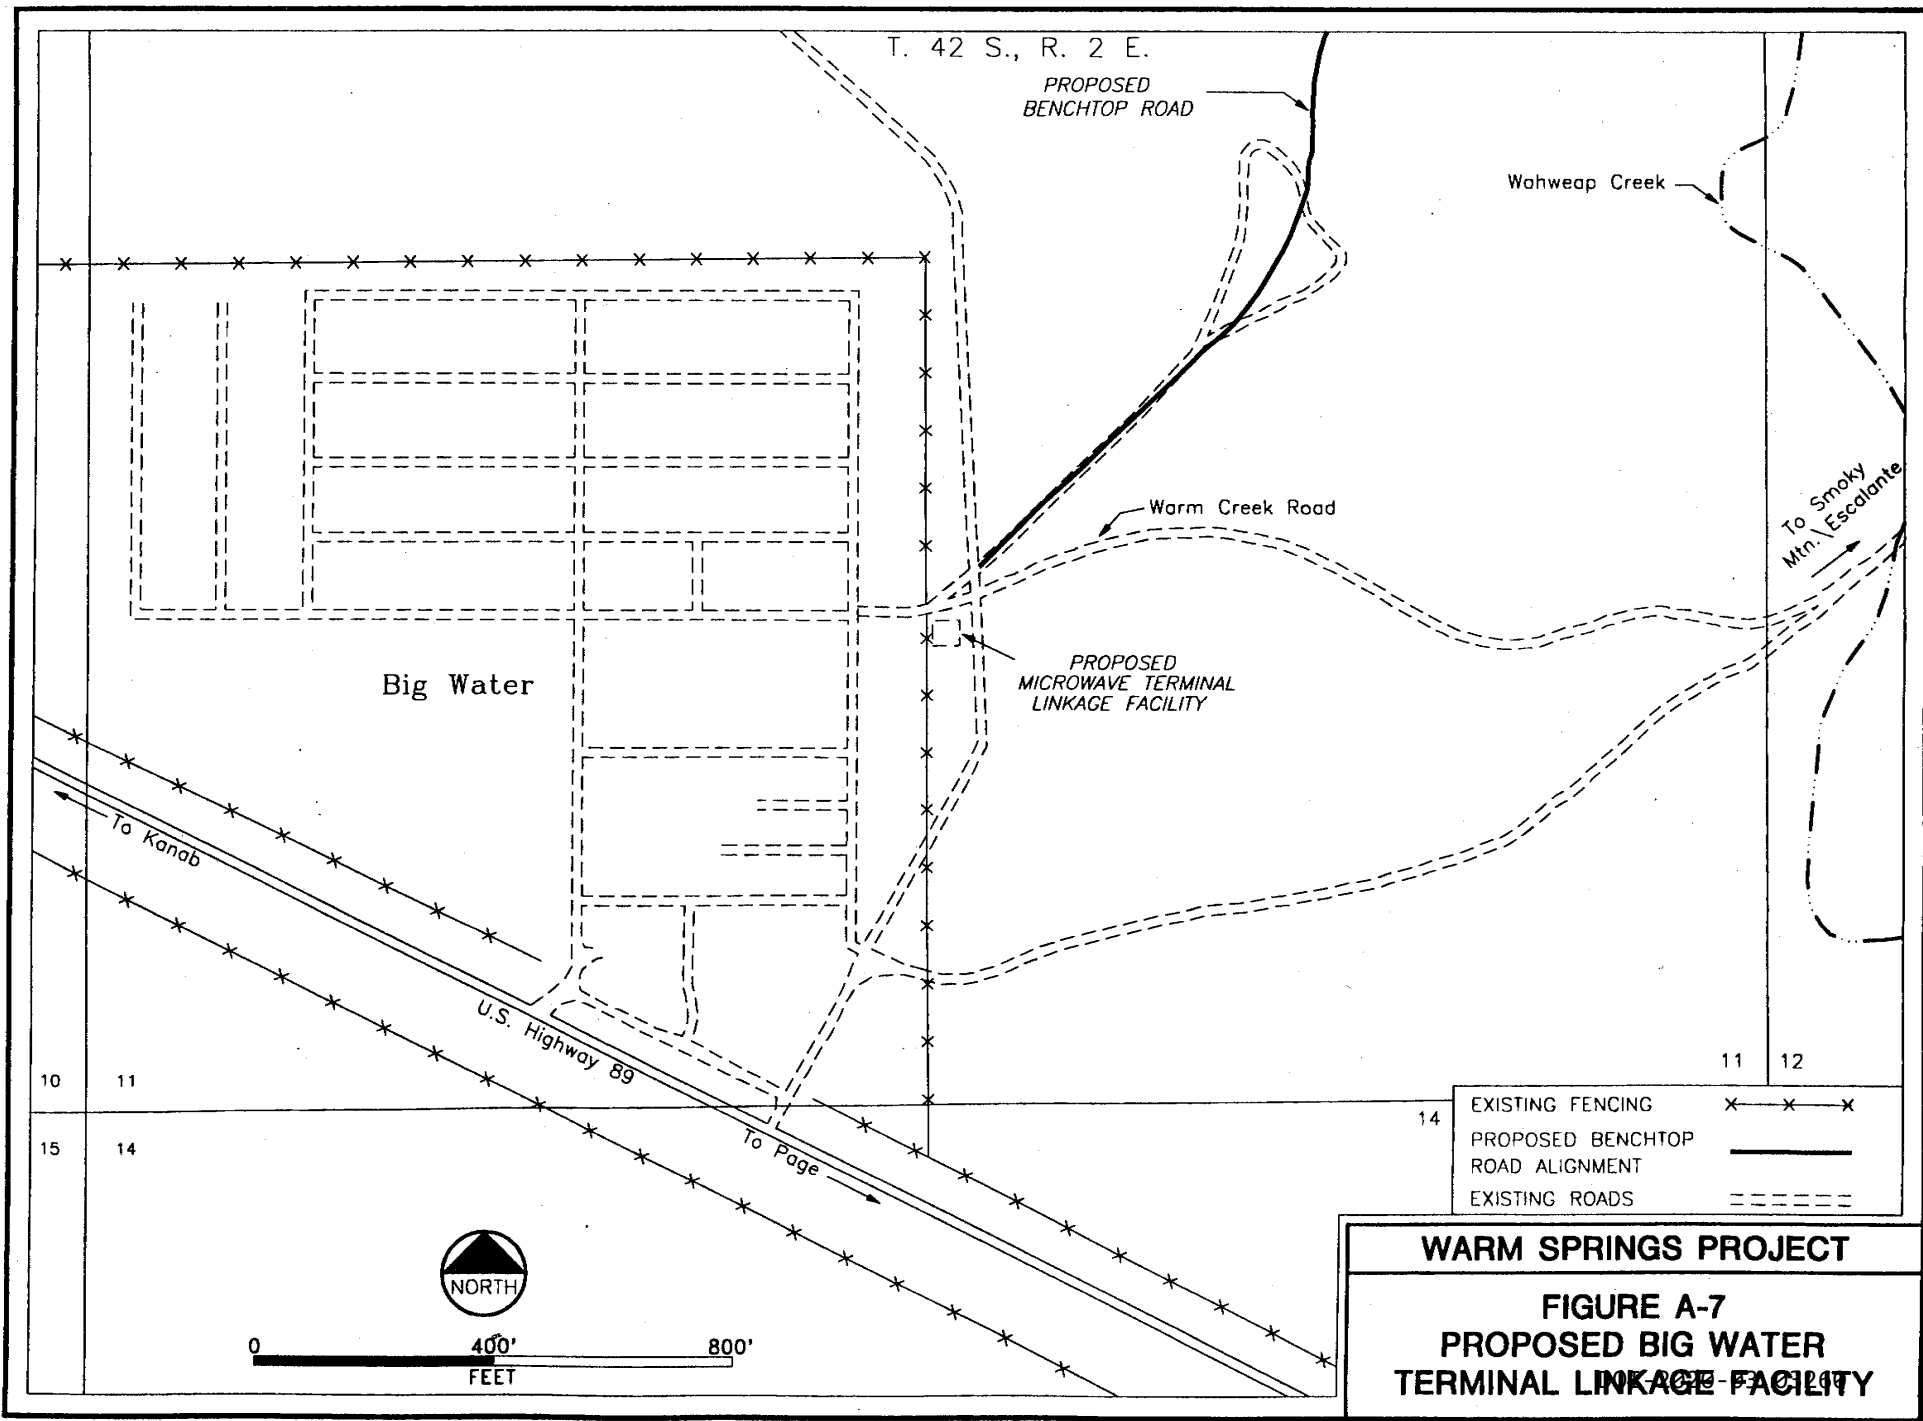 T. 42 S., R. 2 E.
PROPOSED
BENCHTOP ROAD
Wahweap Creek
To Smoky
Mtn.\Escalante
Warm Creek Road
PROPOSED
MICROWAVE TERMINAL
LINKAGE FACILITY
Big Water
To Kanab
U.S. Highway 89
To Page
10 11
15 14
11 12
14
EXISTING FENCING
PROPOSED BENCHTOP
ROAD ALIGNMENT
EXISTING ROADS
NORTH
0 400' 800'
FEET
WARM SPRINGS PROJECT
FIGURE A-7
PROPOSED BIG WATER
TERMINAL LINKAGE FACILITY